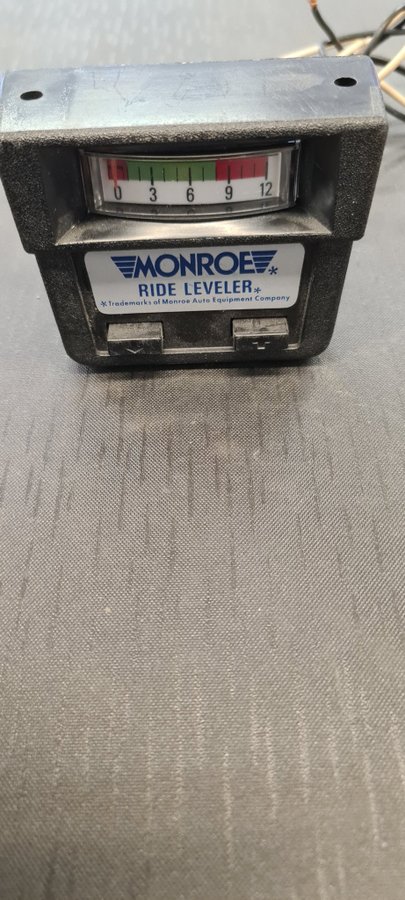 0 3 6 9 12
MONROE*
RIDE LEVELER*
* Trademarks of Monroe Auto Equipment Company
- +